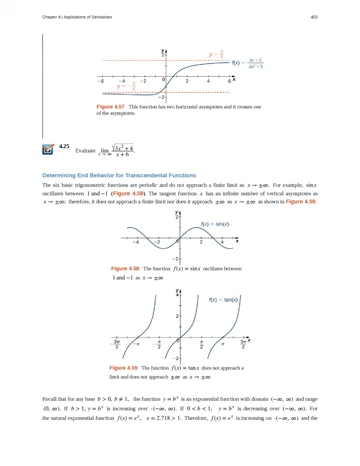 Chapter 4 | Applications of Derivatives 423
y
2
y = 3/2
f(x) = 3x − 2 / √4x² + 5
−6 −4 −2 0 2 4 6 x
y = −3/2
−2
Figure 4.57 This function has two horizontal asymptotes and it crosses one
of the asymptotes.
4.25
Evaluate lim x → ∞ √3x² + 4 / x + 6 .
Determining End Behavior for Transcendental Functions
The six basic trigonometric functions are periodic and do not approach a finite limit as x → ±∞. For example, sin x
oscillates between 1 and −1 (Figure 4.58). The tangent function x has an infinite number of vertical asymptotes as
x → ±∞; therefore, it does not approach a finite limit nor does it approach ±∞ as x → ±∞ as shown in Figure 4.59.
y
2
f(x) = sin(x)
−4 −2 0 2 4 x
−2
Figure 4.58 The function f(x) = sin x oscillates between
1 and −1 as x → ±∞
y
4
f(x) = tan(x)
2
−3π/2 −π −π/2 π/2 π 3π/2 x
−2
Figure 4.59 The function f(x) = tan x does not approach a
limit and does not approach ±∞ as x → ±∞
Recall that for any base b > 0, b ≠ 1, the function y = bˣ is an exponential function with domain (−∞, ∞) and range
(0, ∞). If b > 1, y = bˣ is increasing over `(−∞, ∞). If 0 < b < 1, y = bˣ is decreasing over (−∞, ∞). For
the natural exponential function f(x) = eˣ, e ≈ 2.718 > 1. Therefore, f(x) = eˣ is increasing on `(−∞, ∞) and the